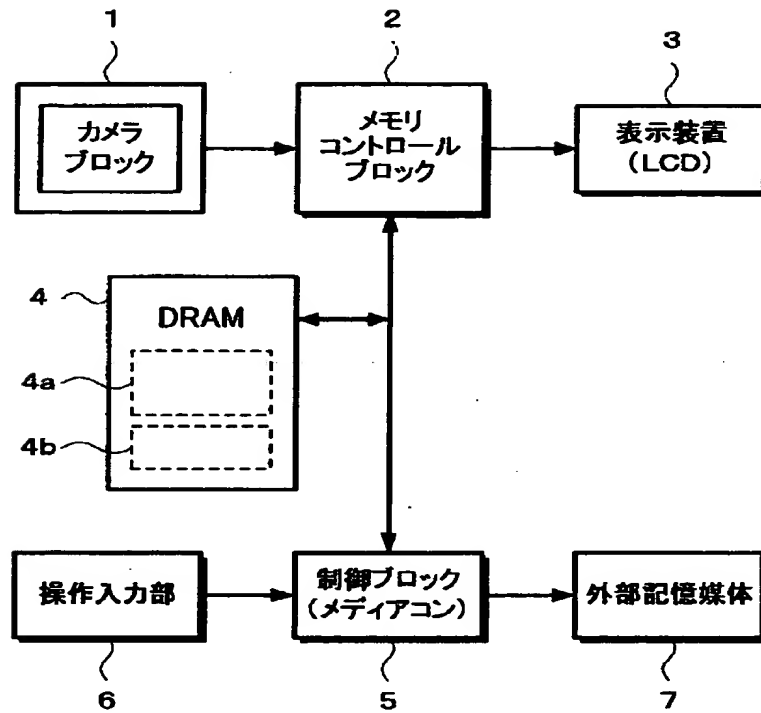 1
2
3
カメラ
ブロック
メモリ
コントロール
ブロック
表示装置
(LCD)
4
DRAM
4a
4b
操作入力部
制御ブロック
(メディアコン)
外部記憶媒体
6
5
7